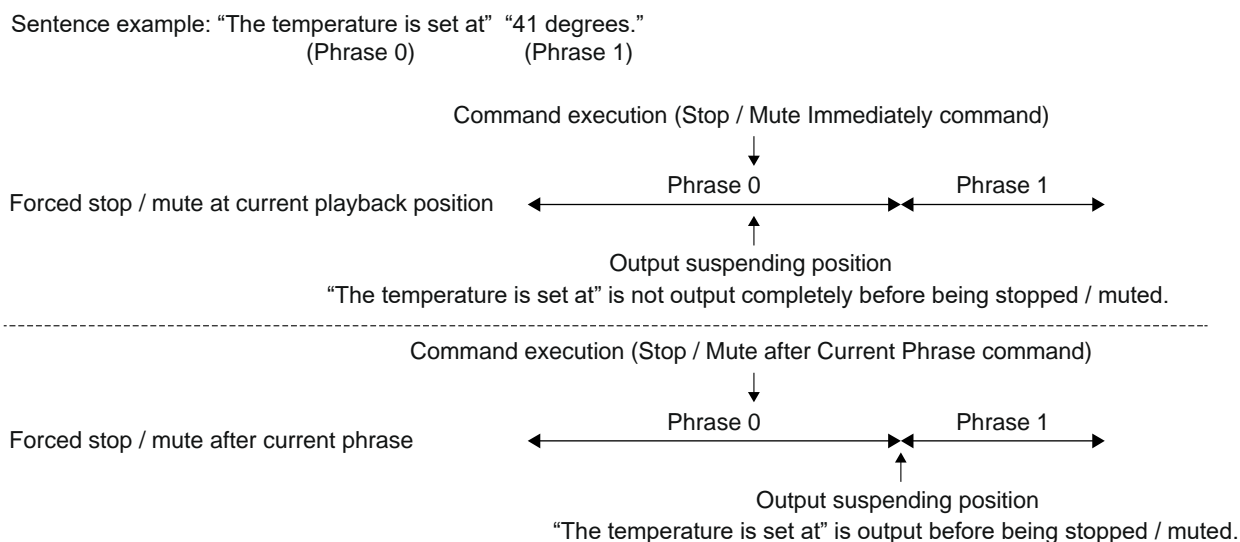 Sentence example: “The temperature is set at” “41 degrees.”
(Phrase 0) (Phrase 1)
Command execution (Stop / Mute Immediately command)
Phrase 0 Phrase 1
Forced stop / mute at current playback position
Output suspending position
“The temperature is set at” is not output completely before being stopped / muted.
Command execution (Stop / Mute after Current Phrase command)
Phrase 0 Phrase 1
Forced stop / mute after current phrase
Output suspending position
“The temperature is set at” is output before being stopped / muted.